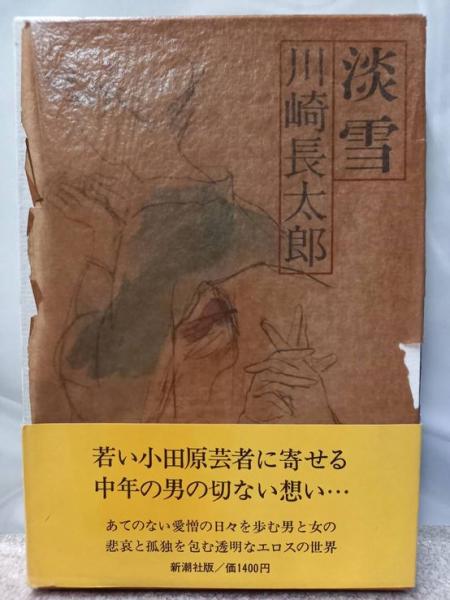 淡雪
川崎長太郎
若い小田原芸者に寄せる
中年の男の切ない想い…
あてのない愛憎の日々を歩む男と女の
悲哀と孤独を包む透明なエロスの世界
新潮社版／価1400円